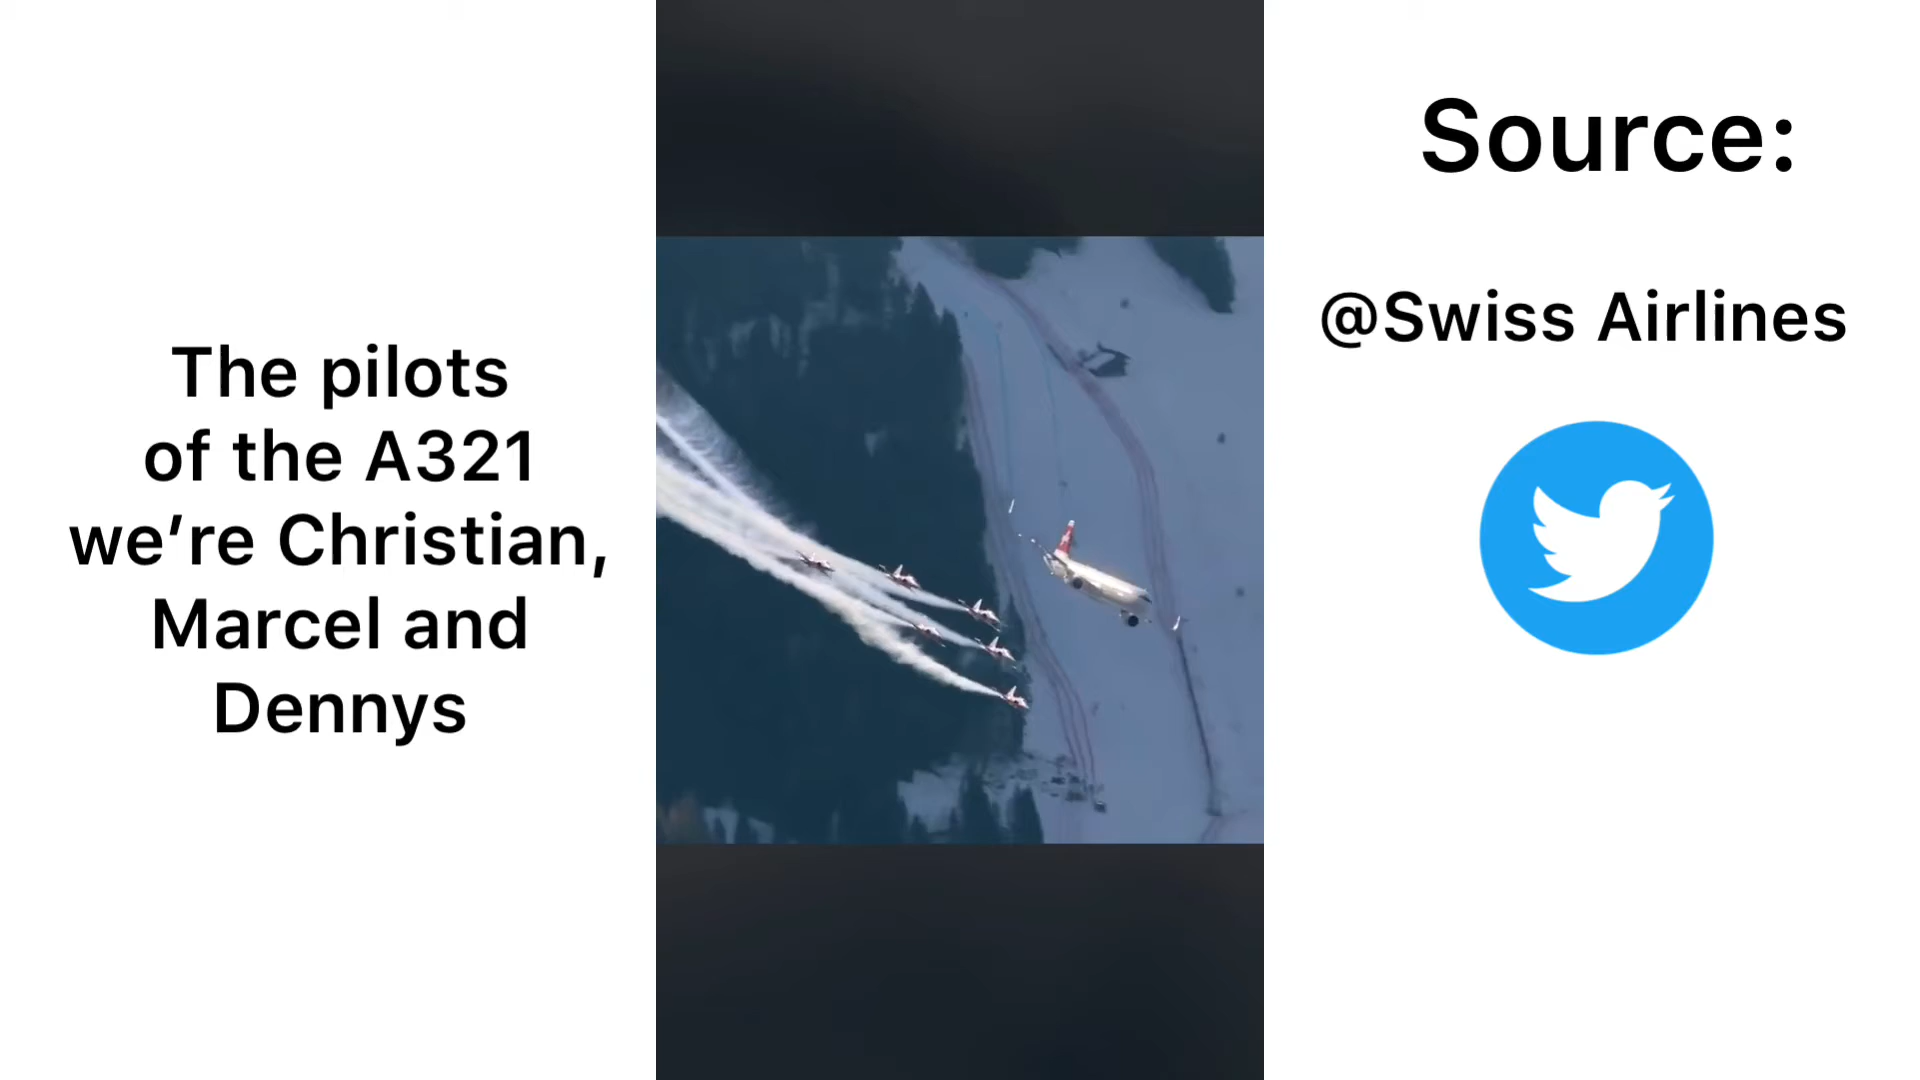 The pilots
of the A321
we’re Christian,
Marcel and
Dennys
Source:
@Swiss Airlines